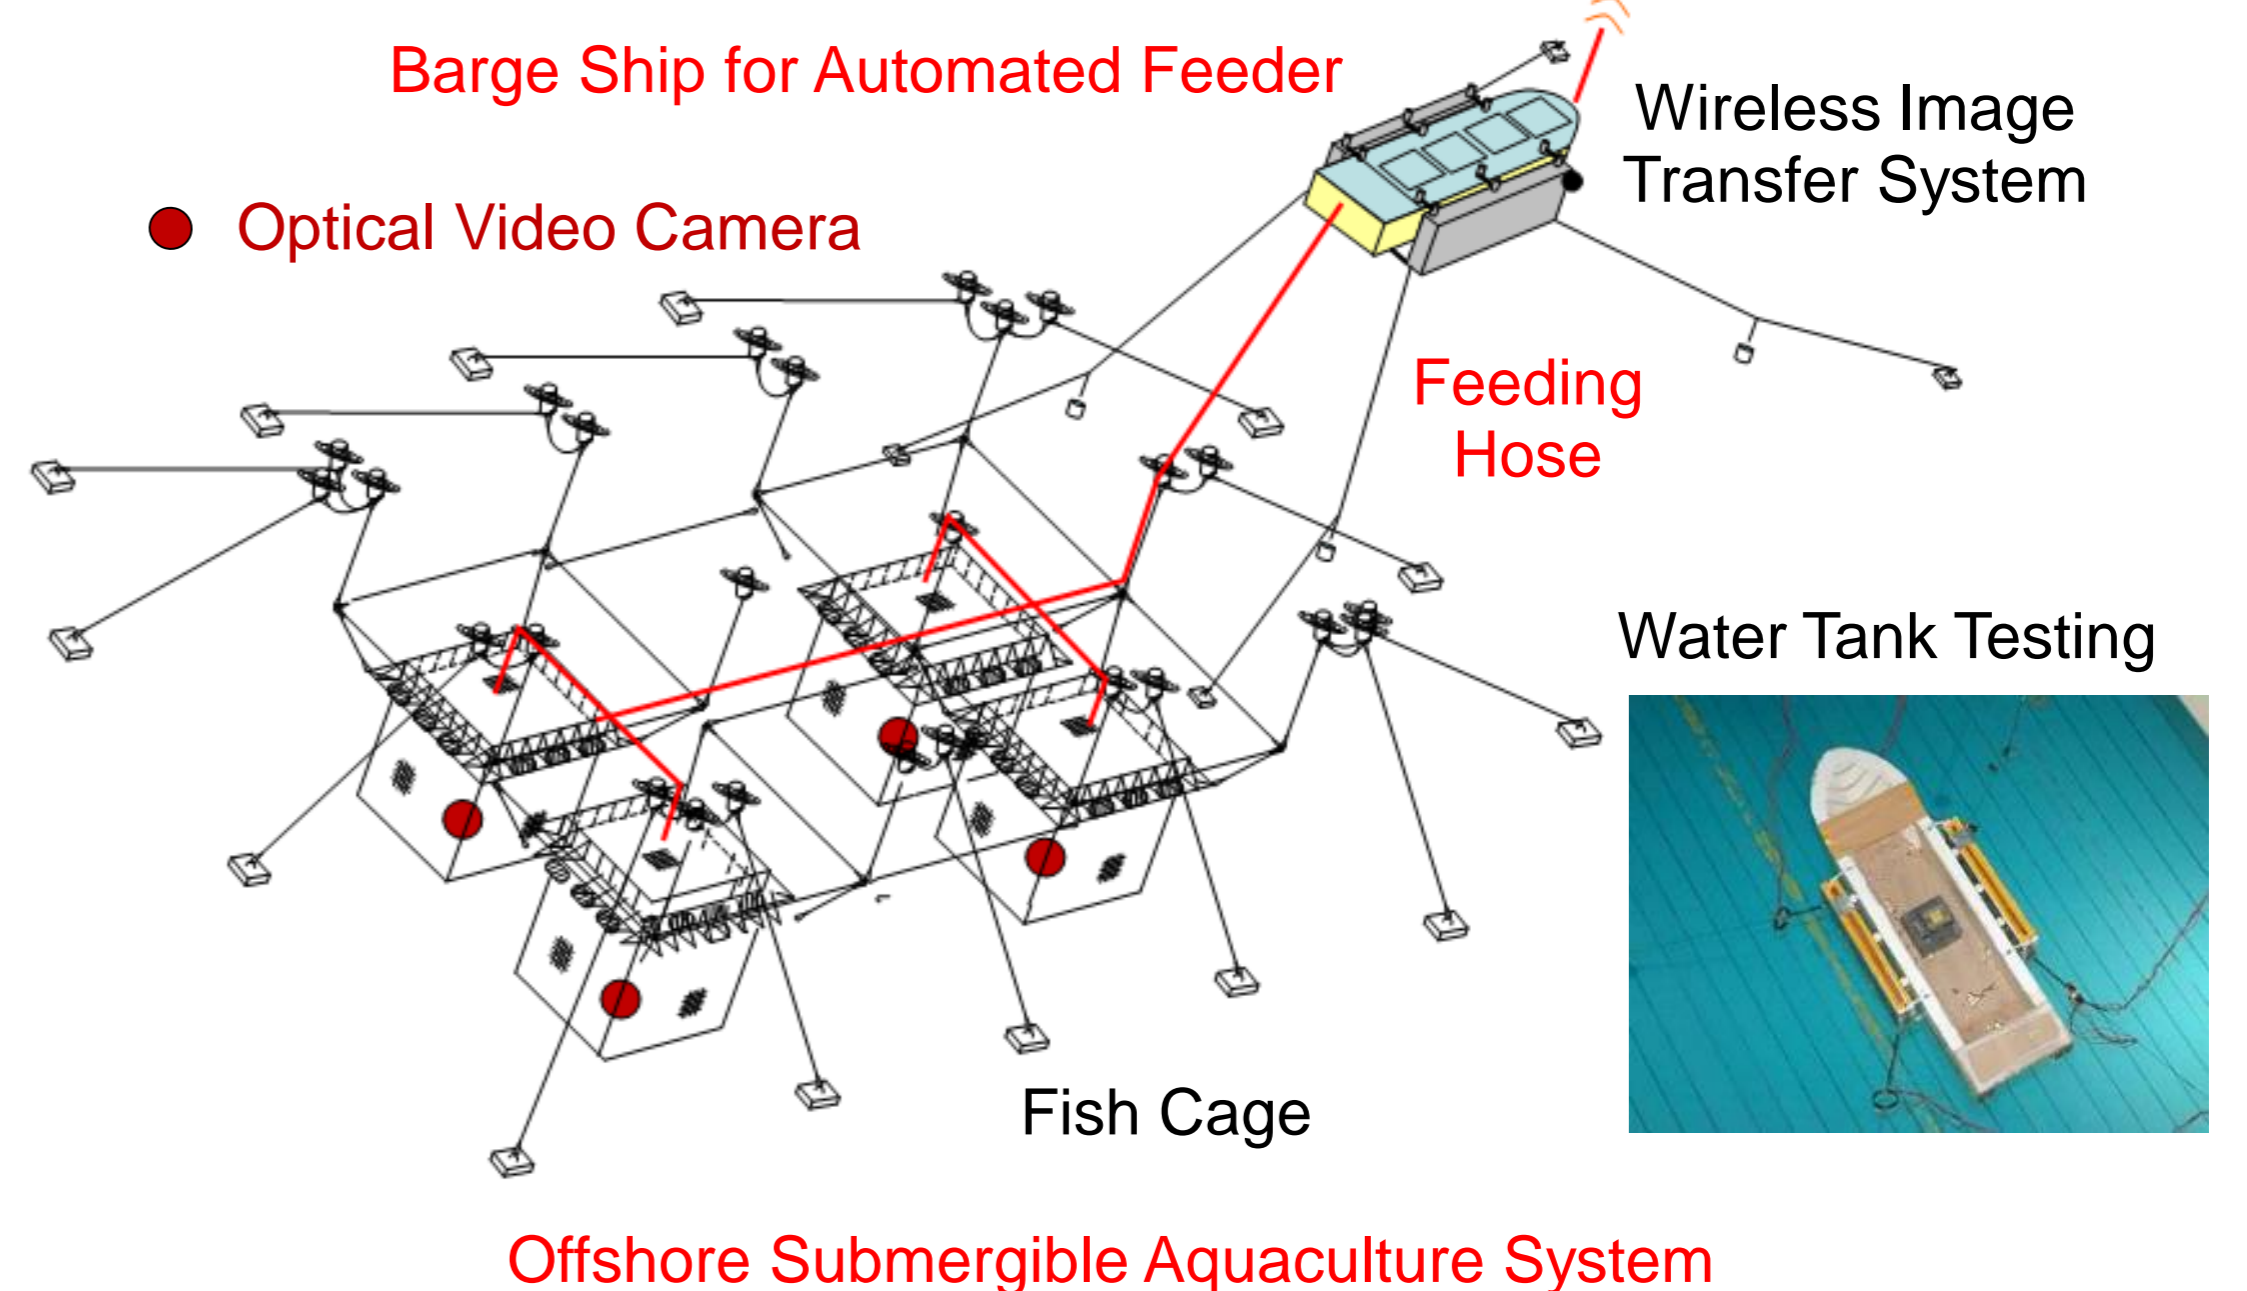 Barge Ship for Automated Feeder
Wireless Image
Transfer System
Optical Video Camera
Feeding
Hose
Water Tank Testing
Fish Cage
Offshore Submergible Aquaculture System